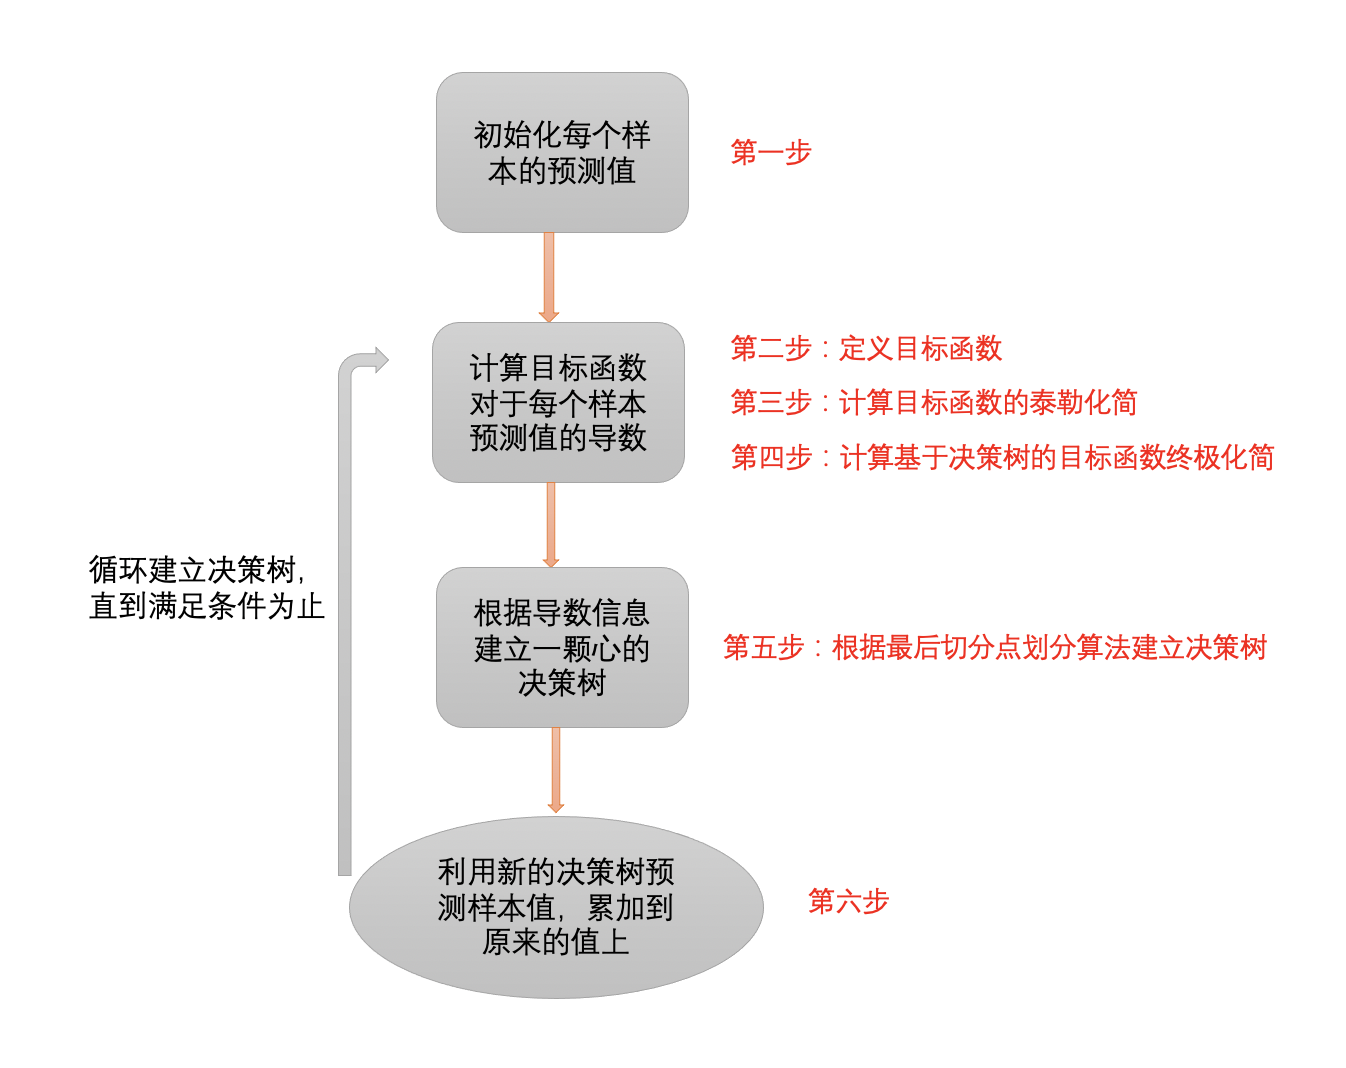 初始化每个样
本的预测值
第一步
计算目标函数
对于每个样本
预测值的导数
第二步：定义目标函数
第三步：计算目标函数的泰勒化简
第四步：计算基于决策树的目标函数终极化简
循环建立决策树，
直到满足条件为止
根据导数信息
建立一颗心的
决策树
第五步：根据最后切分点划分算法建立决策树
利用新的决策树预
测样本值，累加到
原来的值上
第六步